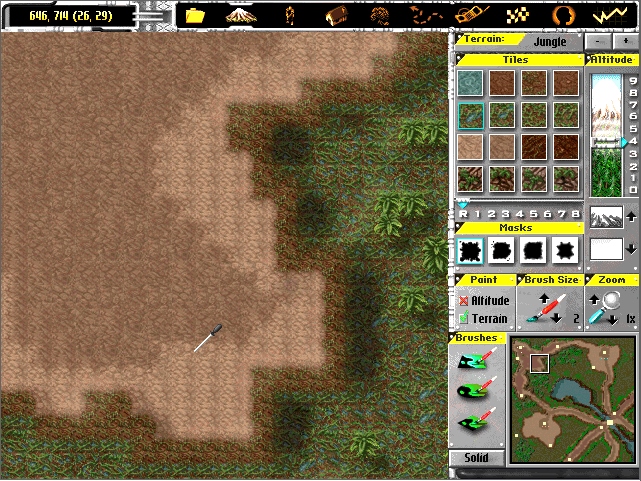 646, 714 (26, 29)
Terrain: Jungle - +
Tiles
Altitude
9
8
7
6
5
4
3
2
1
0
R 1 2 3 4 5 6 7 8
Masks
Paint
Altitude
Terrain
Brush Size
2
Zoom
1x
Brushes
Solid